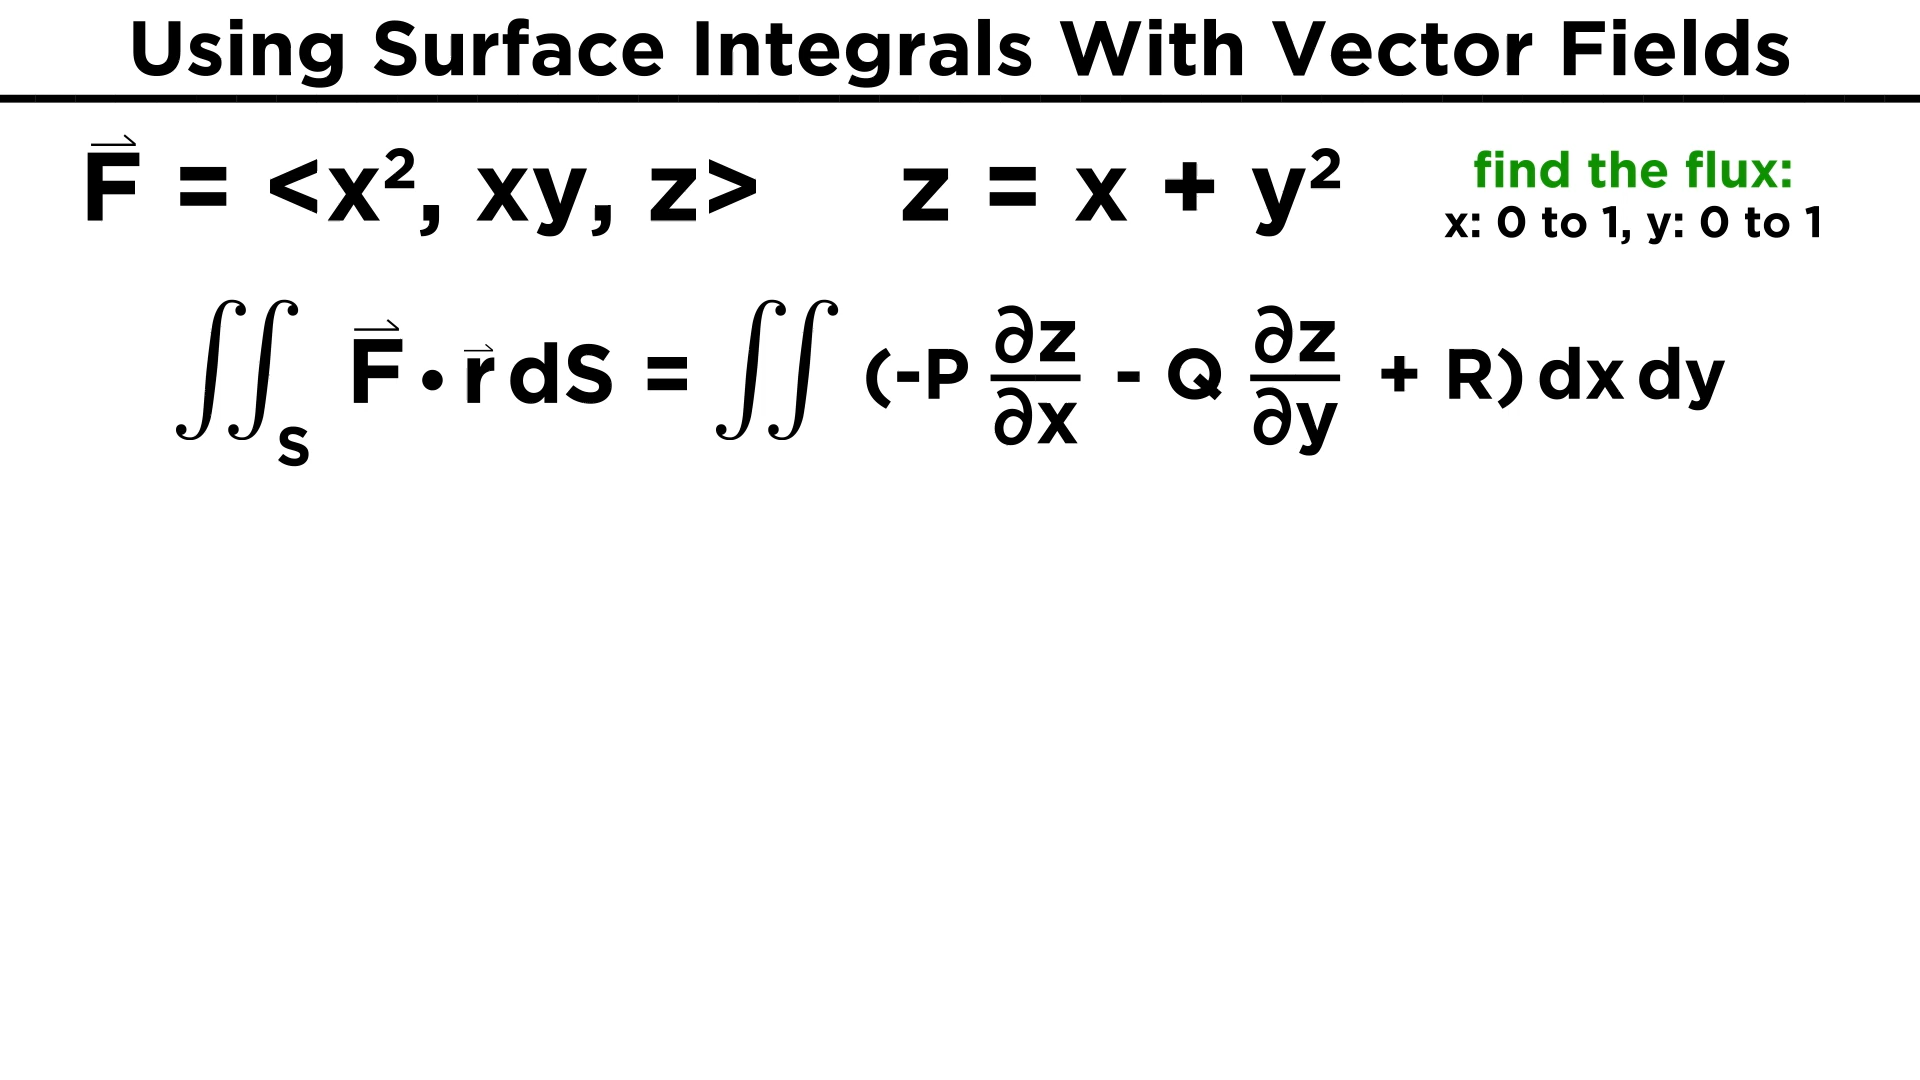 Using Surface Integrals With Vector Fields
F⃗ = <x², xy, z> z = x + y² find the flux:
x: 0 to 1, y: 0 to 1
∬_S F⃗ • r⃗ dS = ∬ (-P ∂z/∂x - Q ∂z/∂y + R) dx dy